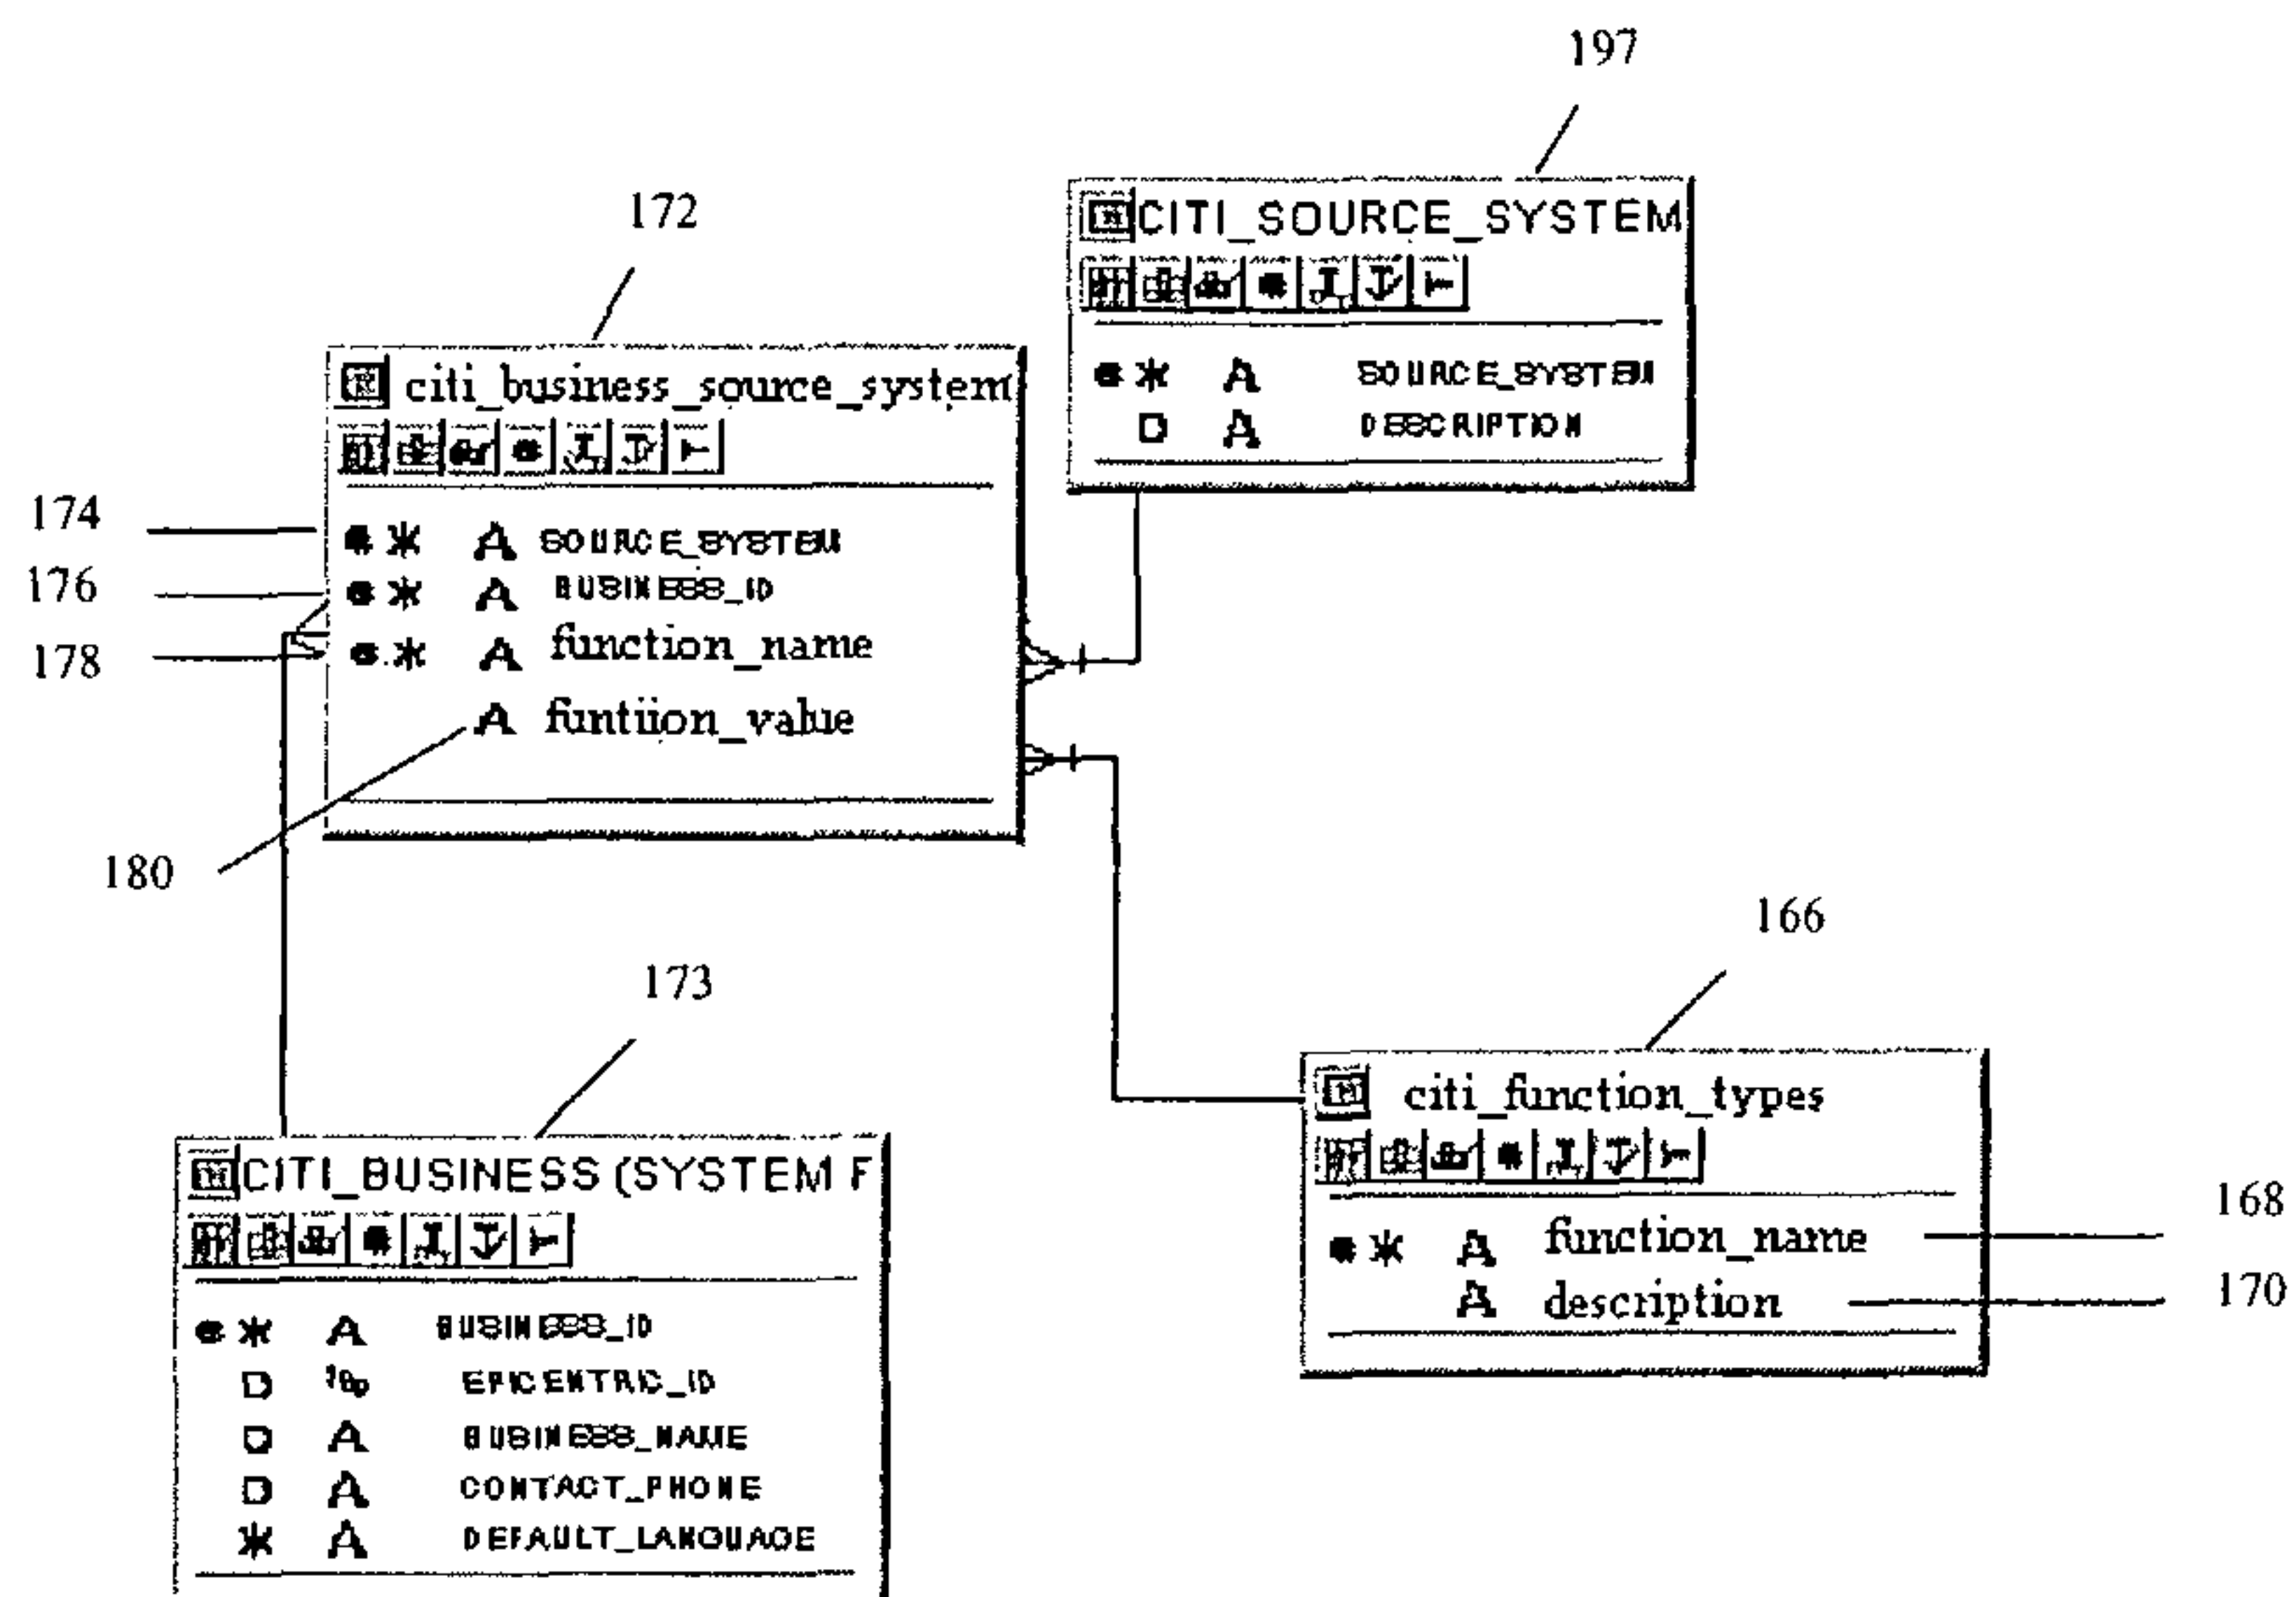 197
172
CITI_SOURCE_SYSTEM
SOURCE_SYSTEM
DESCRIPTION
citi_business_source_system
174
SOURCE_SYSTEM
176
BUSINESS_ID
178
function_name
funtiion_value
180
166
173
citi_function_types
168
function_name
170
description
CITI_BUSINESS (SYSTEM F
BUSINESS_ID
EPICENTRIC_ID
BUSINESS_NAME
CONTACT_PHONE
DEFAULT_LANGUAGE